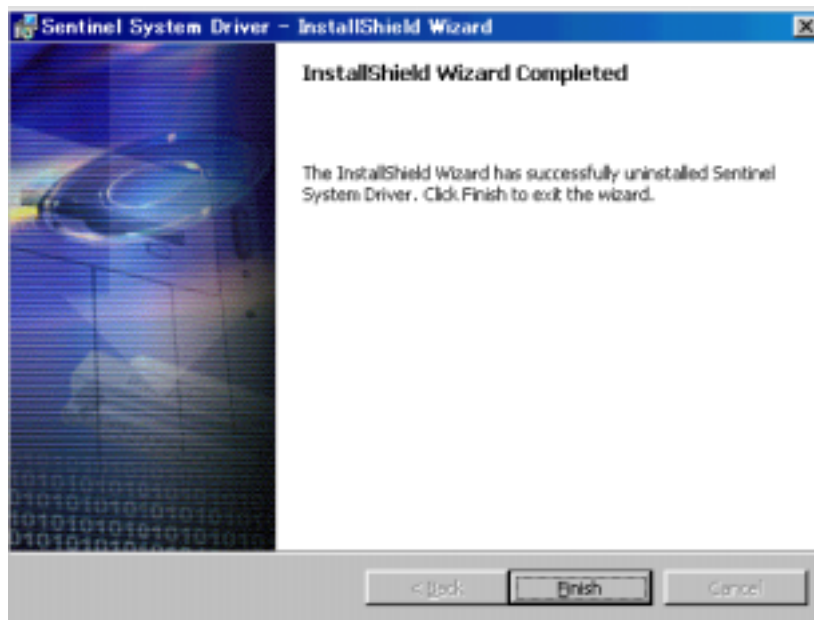 Sentinel System Driver - InstallShield Wizard
InstallShield Wizard Completed
The InstallShield Wizard has successfully uninstalled Sentinel
System Driver. Click Finish to exit the wizard.
< Back
Finish
Cancel